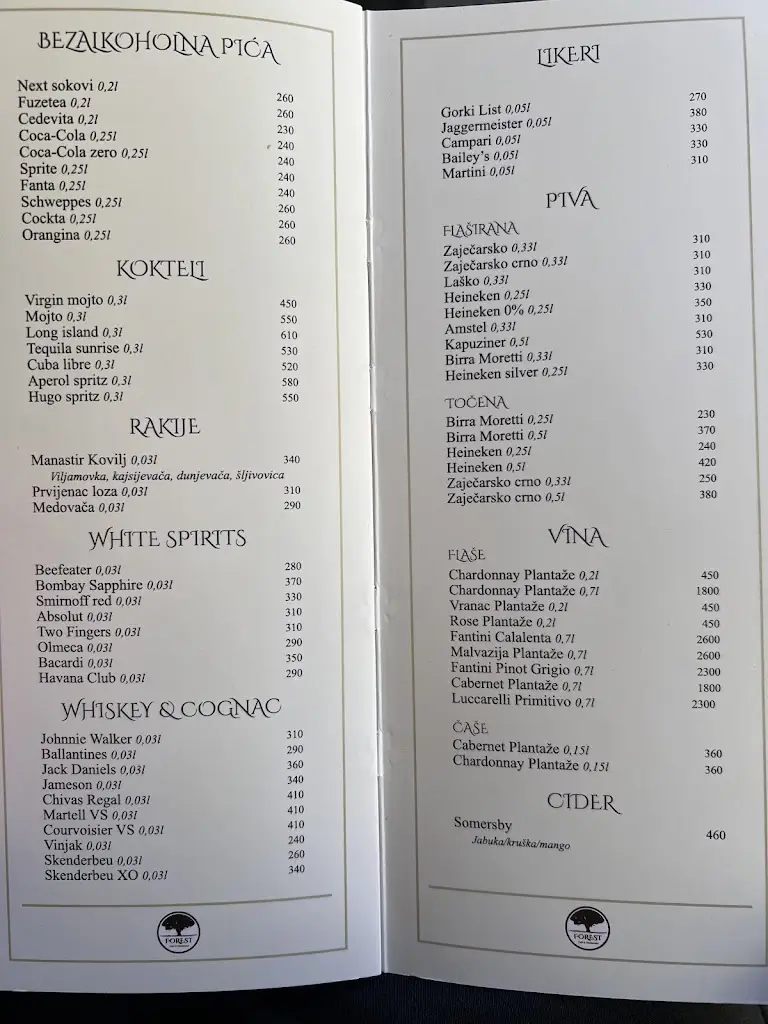 BEZALKOHOLNA PIĆA
Next sokovi 0,2l 260
Fuzetea 0,2l 260
Cedevita 0,2l 230
Coca-Cola 0,25l 240
Coca-Cola zero 0,25l 240
Sprite 0,25l 240
Fanta 0,25l 240
Schweppes 0,25l 260
Cockta 0,25l 260
Orangina 0,25l 260
KOKTELI
Virgin mojto 0,3l 450
Mojto 0,3l 550
Long island 0,3l 610
Tequila sunrise 0,3l 530
Cuba libre 0,3l 520
Aperol spritz 0,3l 580
Hugo spritz 0,3l 550
RAKIJE
Manastir Kovilj 0,03l 340
Viljamovka, kajsijevača, dunjevača, šljivovica
Prvijenac loza 0,03l 310
Medovača 0,03l 290
WHITE SPIRITS
Beefeater 0,03l 280
Bombay Sapphire 0,03l 370
Smirnoff red 0,03l 330
Absolut 0,03l 310
Two Fingers 0,03l 310
Olmeca 0,03l 290
Bacardi 0,03l 350
Havana Club 0,03l 290
WHISKEY & COGNAC
Johnnie Walker 0,03l 310
Ballantines 0,03l 290
Jack Daniels 0,03l 360
Jameson 0,03l 340
Chivas Regal 0,03l 410
Martell VS 0,03l 410
Courvoisier VS 0,03l 410
Vinjak 0,03l 240
Skenderbeu 0,03l 260
Skenderbeu XO 0,03l 340
FOREST
LIKERI
Gorki List 0,05l 270
Jaggermeister 0,05l 380
Campari 0,05l 330
Bailey's 0,05l 330
Martini 0,05l 310
PIVA
FLAŠIRANA
Zaječarsko 0,33l 310
Zaječarsko crno 0,33l 310
Laško 0,33l 310
Heineken 0,25l 330
Heineken 0% 0,25l 350
Amstel 0,33l 310
Kapuziner 0,5l 530
Birra Moretti 0,33l 310
Heineken silver 0,25l 330
TOČENA
Birra Moretti 0,25l 230
Birra Moretti 0,5l 370
Heineken 0,25l 240
Heineken 0,5l 420
Zaječarsko crno 0,33l 250
Zaječarsko crno 0,5l 380
VINA
FLAŠE
Chardonnay Plantaže 0,2l 450
Chardonnay Plantaže 0,7l 1800
Vranac Plantaže 0,2l 450
Rose Plantaže 0,2l 450
Fantini Calalenta 0,7l 2600
Malvazija Plantaže 0,7l 2600
Fantini Pinot Grigio 0,7l 2300
Cabernet Plantaže 0,7l 1800
Luccarelli Primitivo 0,7l 2300
ČAŠE
Cabernet Plantaže 0,15l 360
Chardonnay Plantaže 0,15l 360
CIDER
Somersby 460
Jabuka/kruška/mango
FOREST